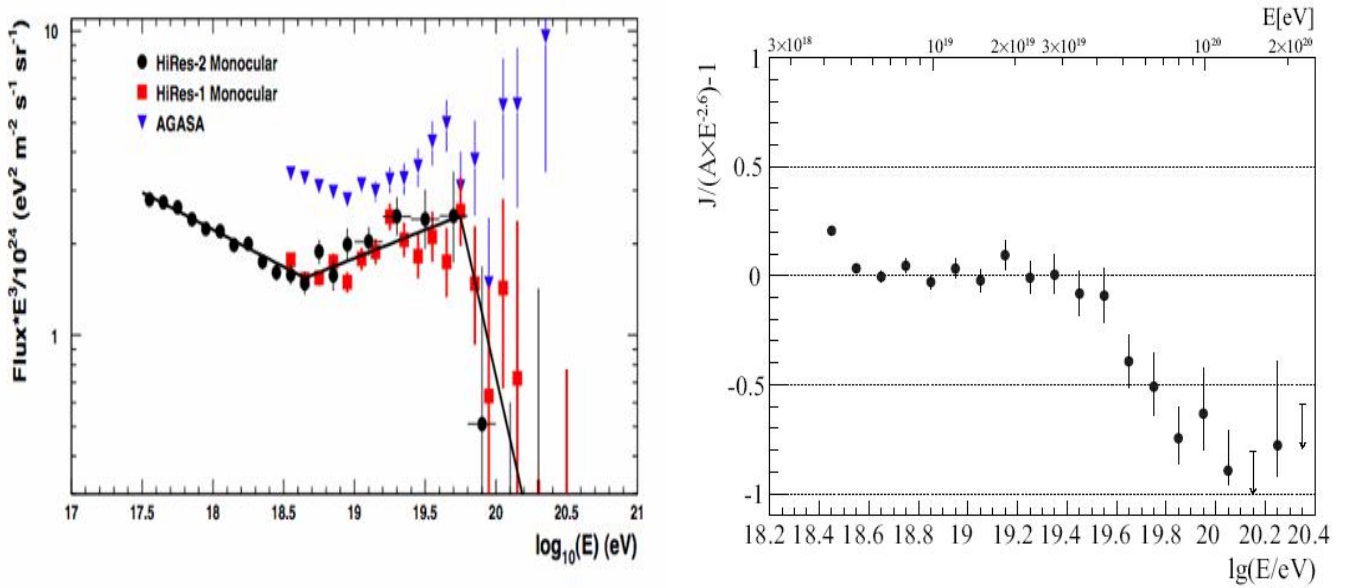 Flux*E³/10²⁴ (eV² m⁻² s⁻¹ sr⁻¹)
10
1
HiRes-2 Monocular
HiRes-1 Monocular
AGASA
17 17.5 18 18.5 19 19.5 20 20.5 21
log₁₀(E) (eV)
E[eV]
3×10¹⁸ 10¹⁹ 2×10¹⁹ 3×10¹⁹ 10²⁰ 2×10²⁰
J/(A×E⁻²·⁶)-1
1
0.5
0
-0.5
-1
18.2 18.4 18.6 18.8 19 19.2 19.4 19.6 19.8 20 20.2 20.4
lg(E/eV)